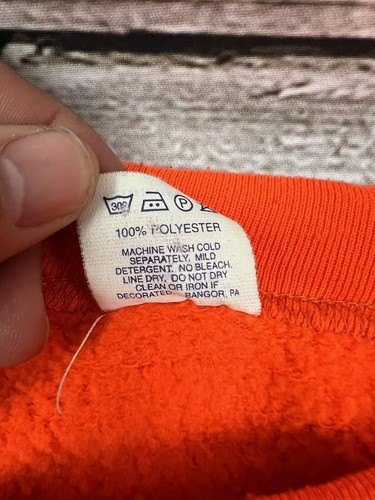 30°
P
100% POLYESTER
MACHINE WASH COLD
SEPARATELY. MILD
DETERGENT. NO BLEACH.
LINE DRY. DO NOT DRY
CLEAN OR IRON IF
DECORATED. BANGOR, PA